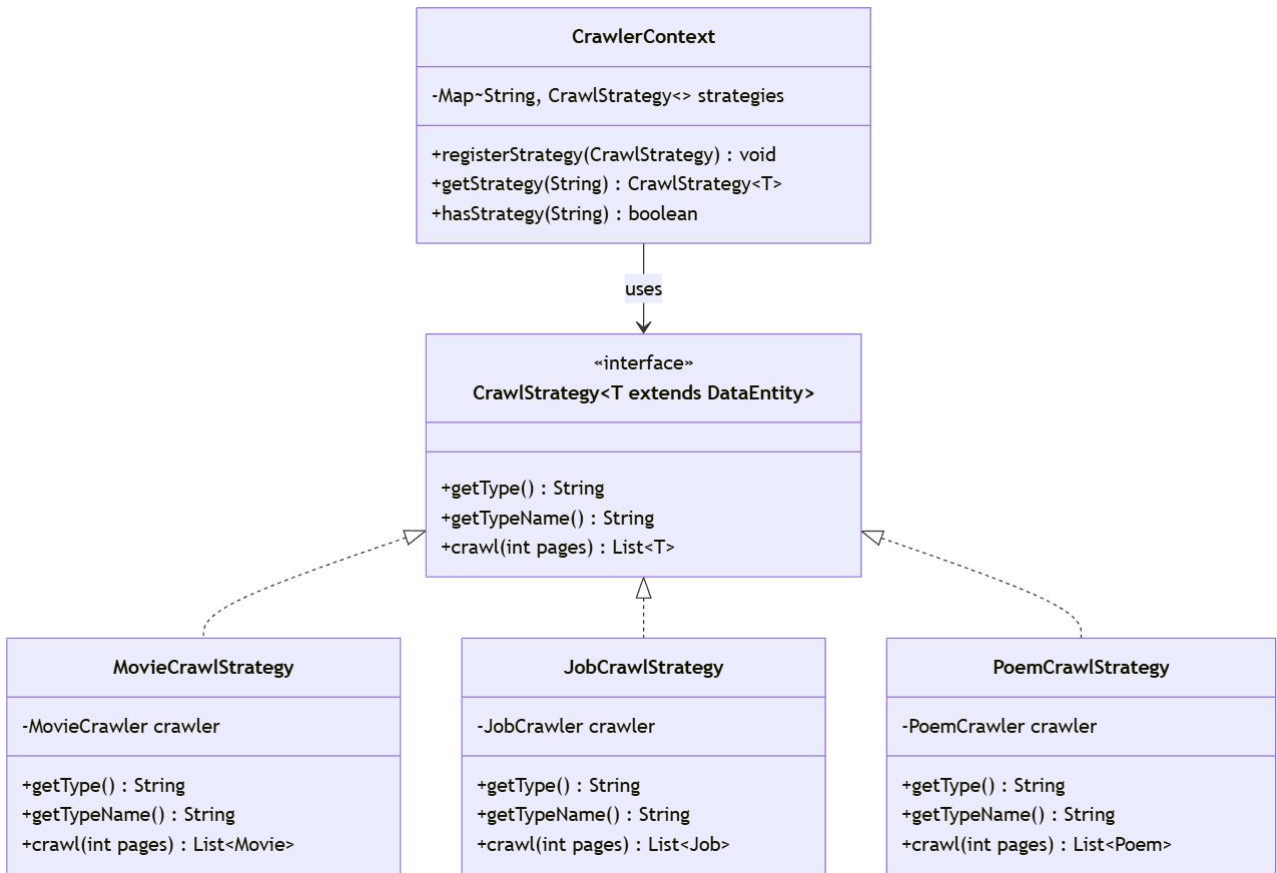 CrawlerContext
-Map~String, CrawlStrategy<> strategies
+registerStrategy(CrawlStrategy) : void
+getStrategy(String) : CrawlStrategy<T>
+hasStrategy(String) : boolean
uses
«interface»
CrawlStrategy<T extends DataEntity>
+getType() : String
+getTypeName() : String
+crawl(int pages) : List<T>
MovieCrawlStrategy
-MovieCrawler crawler
+getType() : String
+getTypeName() : String
+crawl(int pages) : List<Movie>
JobCrawlStrategy
-JobCrawler crawler
+getType() : String
+getTypeName() : String
+crawl(int pages) : List<Job>
PoemCrawlStrategy
-PoemCrawler crawler
+getType() : String
+getTypeName() : String
+crawl(int pages) : List<Poem>